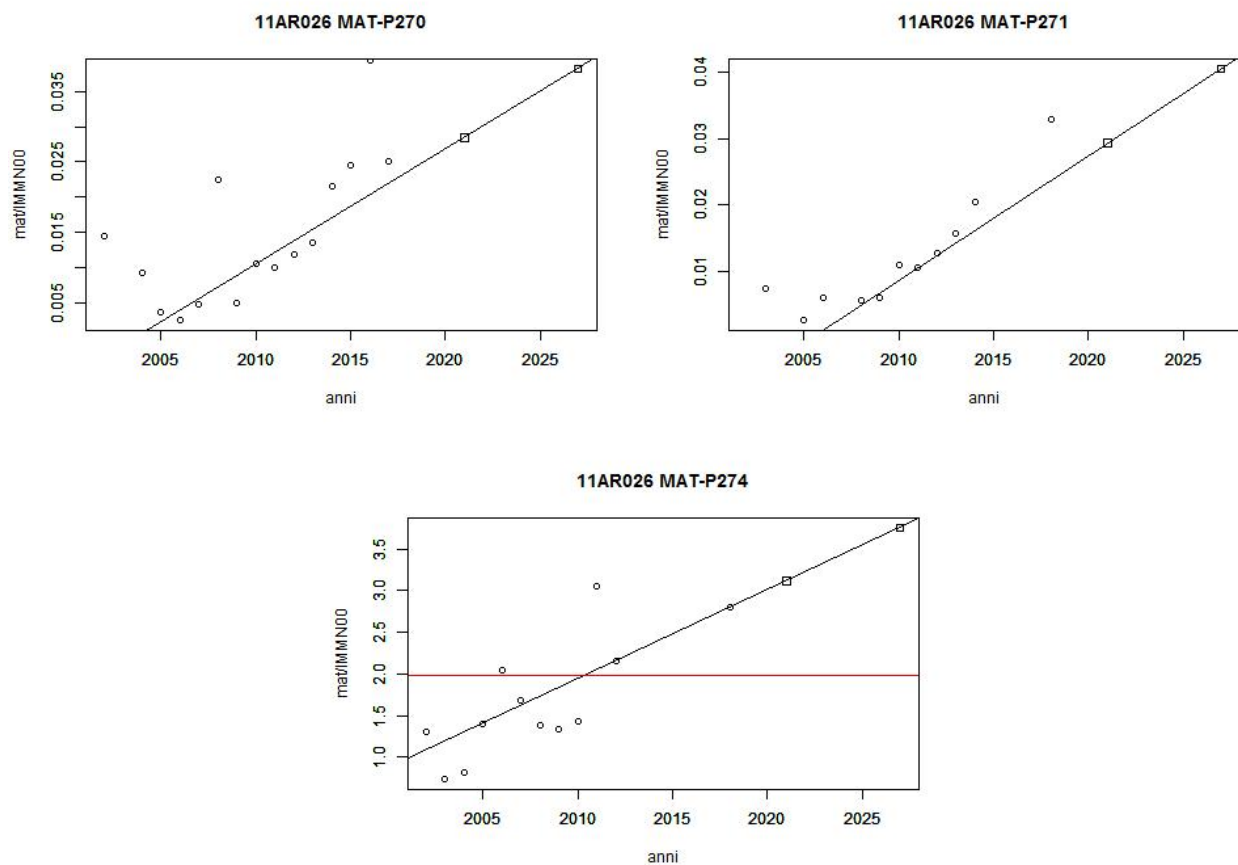 11AR026 MAT-P270
mat/IMMN00
0.035
0.025
0.015
0.005
2005 2010 2015 2020 2025
anni
11AR026 MAT-P271
mat/IMMN00
0.04
0.03
0.02
0.01
2005 2010 2015 2020 2025
anni
11AR026 MAT-P274
mat/IMMN00
3.5
3.0
2.5
2.0
1.5
1.0
2005 2010 2015 2020 2025
anni